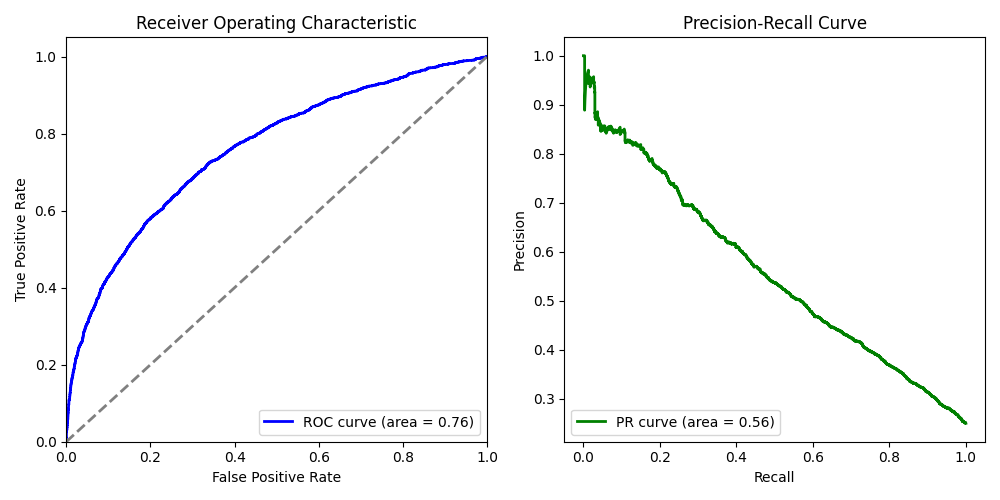 Receiver Operating Characteristic
True Positive Rate
1.0
0.8
0.6
0.4
0.2
0.0
0.0 0.2 0.4 0.6 0.8 1.0
False Positive Rate
ROC curve (area = 0.76)
Precision-Recall Curve
Precision
1.0
0.9
0.8
0.7
0.6
0.5
0.4
0.3
0.0 0.2 0.4 0.6 0.8 1.0
Recall
PR curve (area = 0.56)